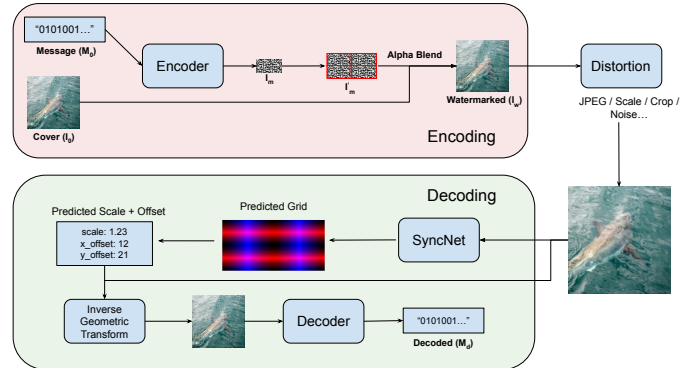 “0101001…”
Message (M0)
Encoder
Im
I'm
Alpha Blend
Watermarked (Iw)
Cover (I0)
Encoding
Distortion
JPEG / Scale / Crop /
Noise…
Decoding
Predicted Scale + Offset
scale: 1.23
x_offset: 12
y_offset: 21
Predicted Grid
SyncNet
Inverse
Geometric
Transform
Decoder
“0101001…”
Decoded (Md)